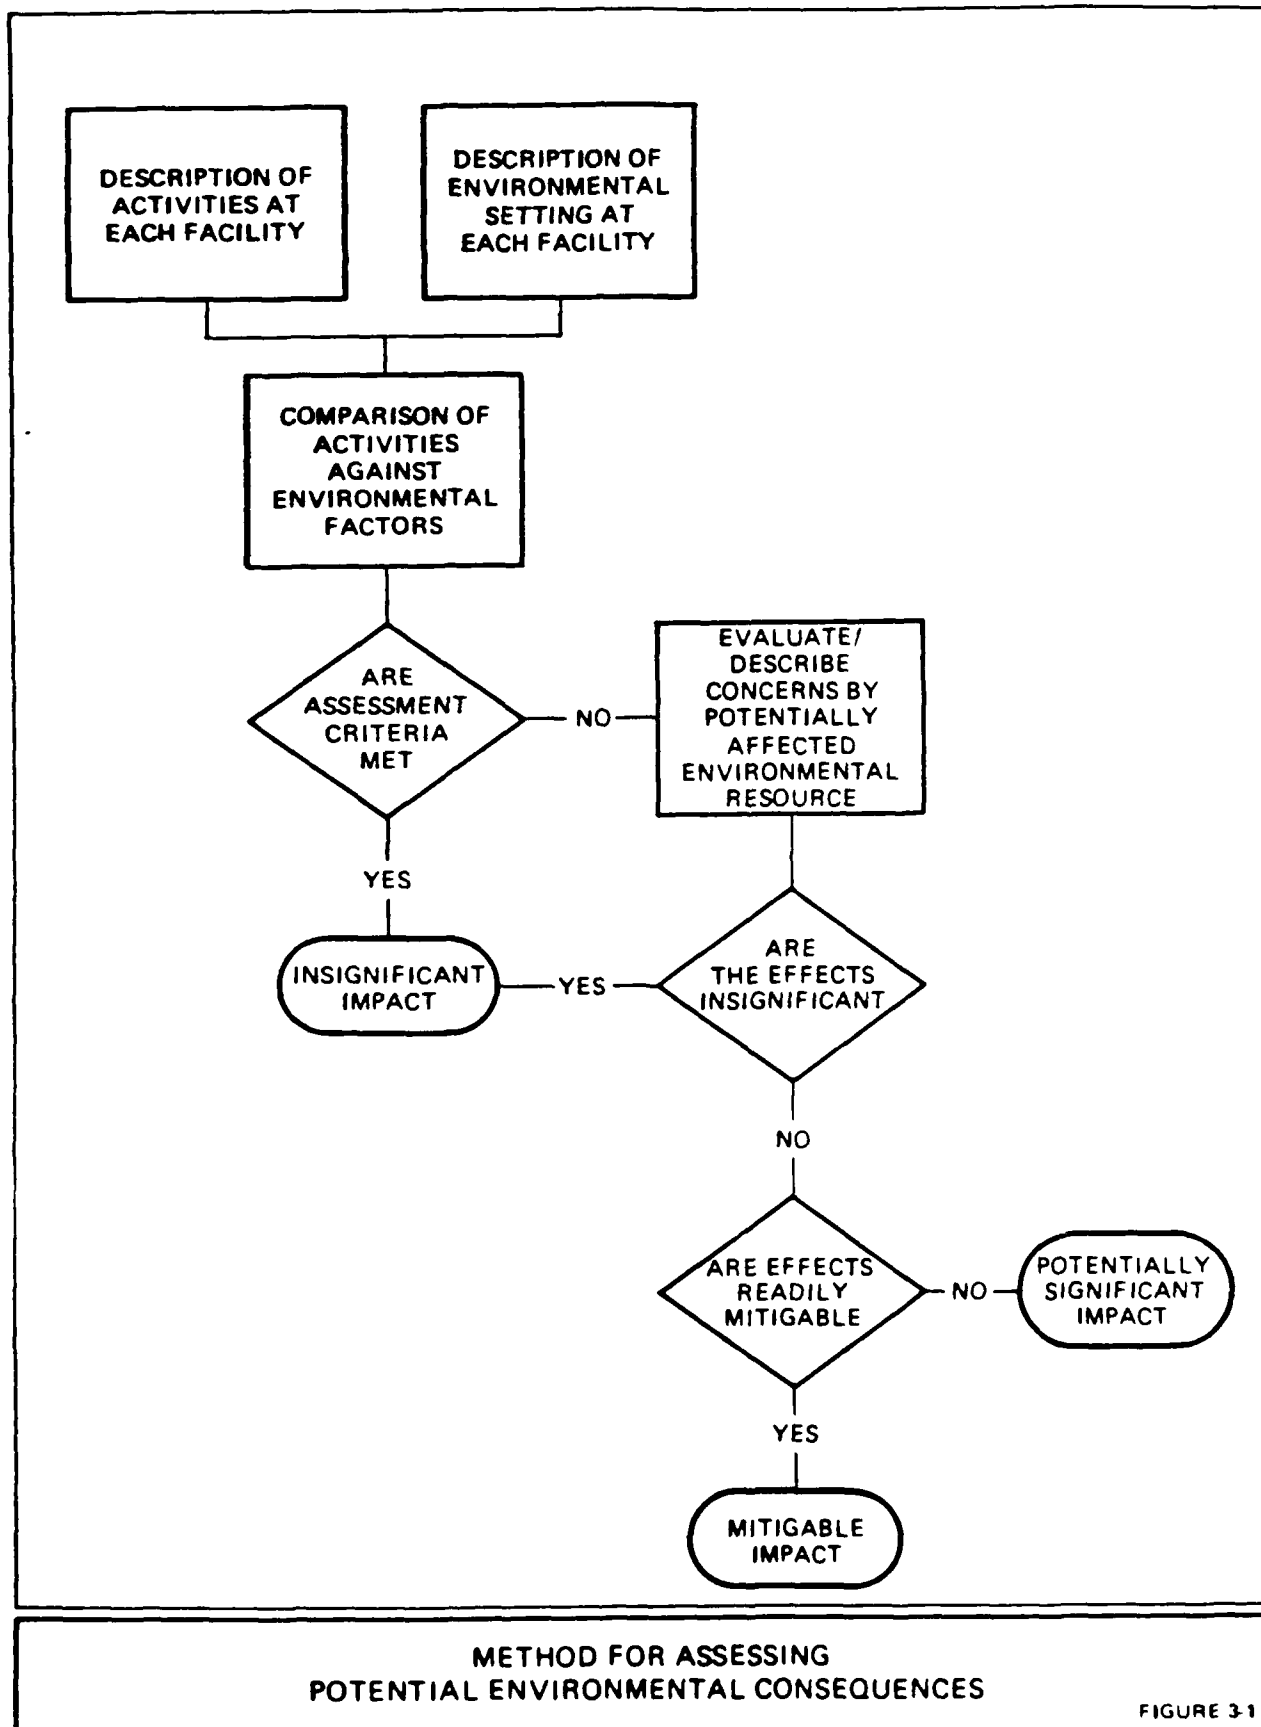 DESCRIPTION OF
ACTIVITIES AT
EACH FACILITY
DESCRIPTION OF
ENVIRONMENTAL
SETTING AT
EACH FACILITY
COMPARISON OF
ACTIVITIES
AGAINST
ENVIRONMENTAL
FACTORS
ARE
ASSESSMENT
CRITERIA
MET
NO
EVALUATE/
DESCRIBE
CONCERNS BY
POTENTIALLY
AFFECTED
ENVIRONMENTAL
RESOURCE
YES
INSIGNIFICANT
IMPACT
YES
ARE
THE EFFECTS
INSIGNIFICANT
NO
ARE EFFECTS
READILY
MITIGABLE
NO
POTENTIALLY
SIGNIFICANT
IMPACT
YES
MITIGABLE
IMPACT
METHOD FOR ASSESSING
POTENTIAL ENVIRONMENTAL CONSEQUENCES
FIGURE 3-1